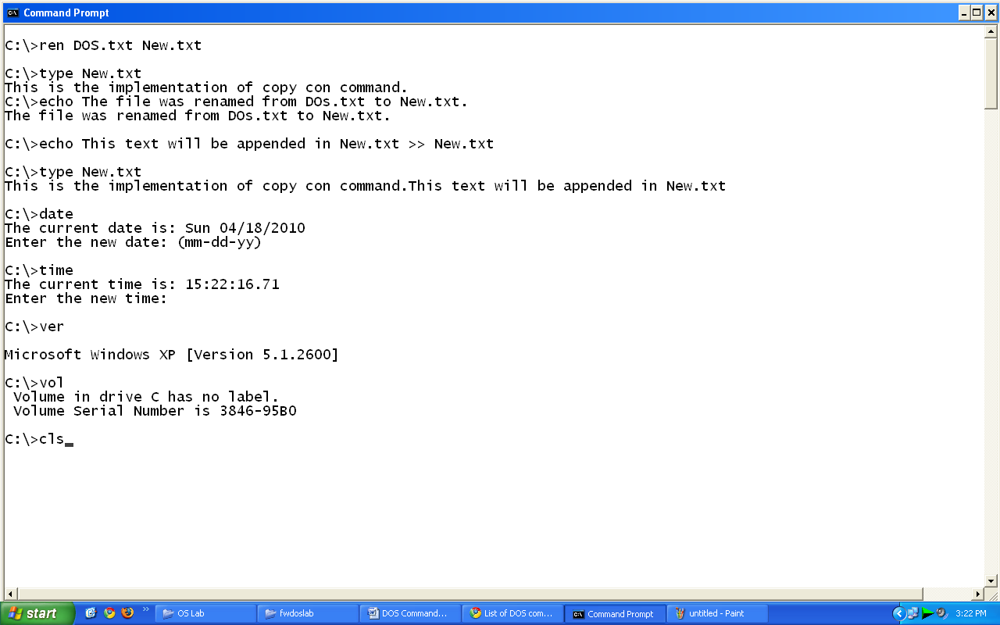 Command Prompt
C:\>ren DOS.txt New.txt
C:\>type New.txt
This is the implementation of copy con command.
C:\>echo The file was renamed from DOs.txt to New.txt.
The file was renamed from DOs.txt to New.txt.
C:\>echo This text will be appended in New.txt >> New.txt
C:\>type New.txt
This is the implementation of copy con command.This text will be appended in New.txt
C:\>date
The current date is: Sun 04/18/2010
Enter the new date: (mm-dd-yy)
C:\>time
The current time is: 15:22:16.71
Enter the new time:
C:\>ver
Microsoft Windows XP [Version 5.1.2600]
C:\>vol
 Volume in drive C has no label.
 Volume Serial Number is 3846-95B0
C:\>cls_
start » OS Lab fwdoslab DOS Command... List of DOS com... Command Prompt untitled - Paint 3:22 PM